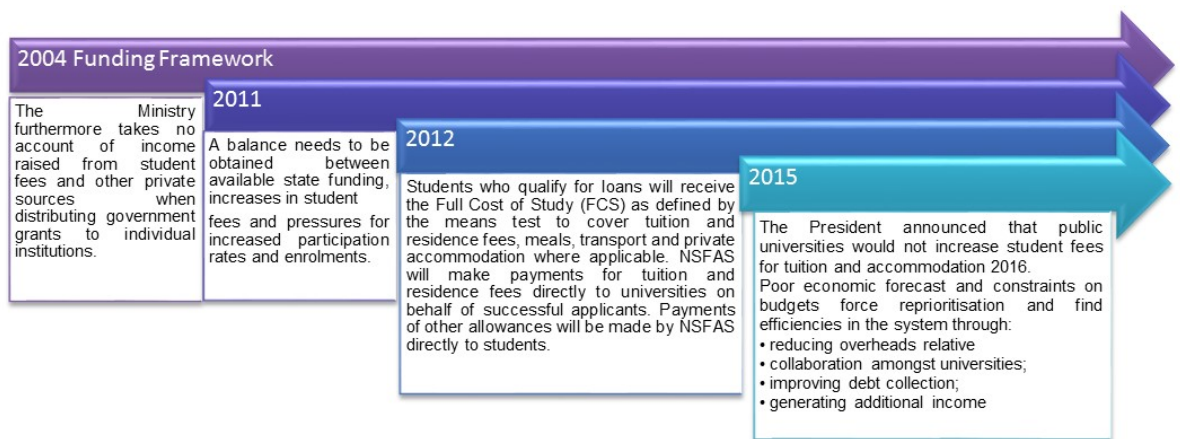 2004 Funding Framework
The Ministry
furthermore takes no
account of income
raised from student
fees and other private
sources when
distributing government
grants to individual
institutions.
2011
A balance needs to be
obtained between
available state funding,
increases in student
fees and pressures for
increased participation
rates and enrolments.
2012
Students who qualify for loans will receive
the Full Cost of Study (FCS) as defined by
the means test to cover tuition and
residence fees, meals, transport and private
accommodation where applicable. NSFAS
will make payments for tuition and
residence fees directly to universities on
behalf of successful applicants. Payments
of other allowances will be made by NSFAS
directly to students.
2015
The President announced that public
universities would not increase student fees
for tuition and accommodation 2016.
Poor economic forecast and constraints on
budgets force reprioritisation and find
efficiencies in the system through:
• reducing overheads relative
• collaboration amongst universities;
• improving debt collection;
• generating additional income